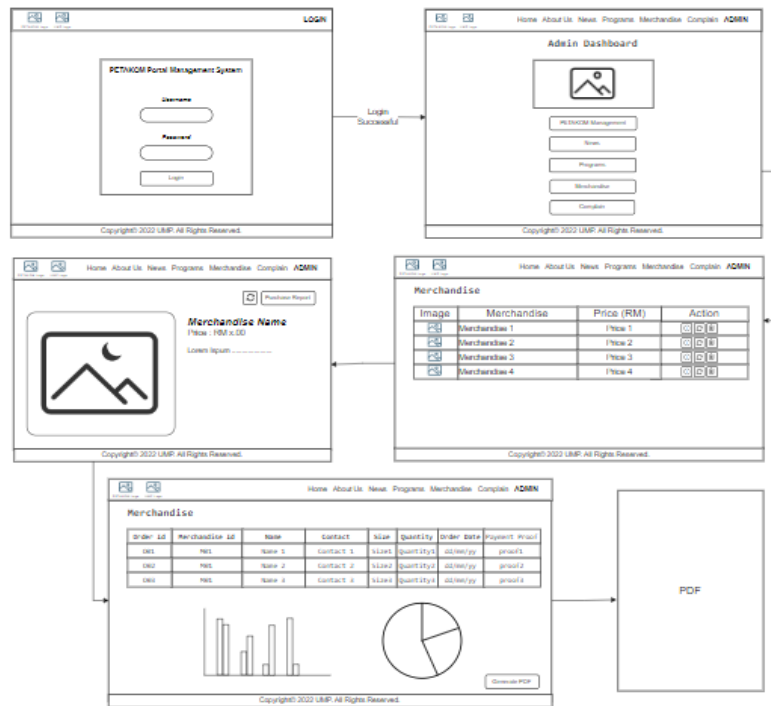 LOGIN
PETAKOM Portal Management System
Username
Password
Login
Copyright© 2022 UMP. All Rights Reserved.
Login
Successful
Home About Us News Programs Merchandise Complain ADMIN
Admin Dashboard
PETAKOM Management
News
Programs
Merchandise
Complain
Copyright© 2022 UMP. All Rights Reserved.
Home About Us News Programs Merchandise Complain ADMIN
Purchase Report
Merchandise Name
Price : RM x.00
Lorem Ispum ....................
Copyright© 2022 UMP. All Rights Reserved.
Home About Us News Programs Merchandise Complain ADMIN
Merchandise
Image Merchandise Price (RM) Action
Merchandise 1 Price 1
Merchandise 2 Price 2
Merchandise 3 Price 3
Merchandise 4 Price 4
Copyright© 2022 UMP. All Rights Reserved.
Home About Us News Programs Merchandise Complain ADMIN
Merchandise
Order id Merchandise id Name Contact Size Quantity Order Date Payment Proof
M01 Name 1 Contact 1 Size1 Quantity1 dd/mm/yy proof1
M01 Name 2 Contact 2 Size2 Quantity2 dd/mm/yy proof2
M01 Name 3 Contact 3 Size3 Quantity3 dd/mm/yy proof3
Generate PDF
Copyright© 2022 UMP. All Rights Reserved.
PDF